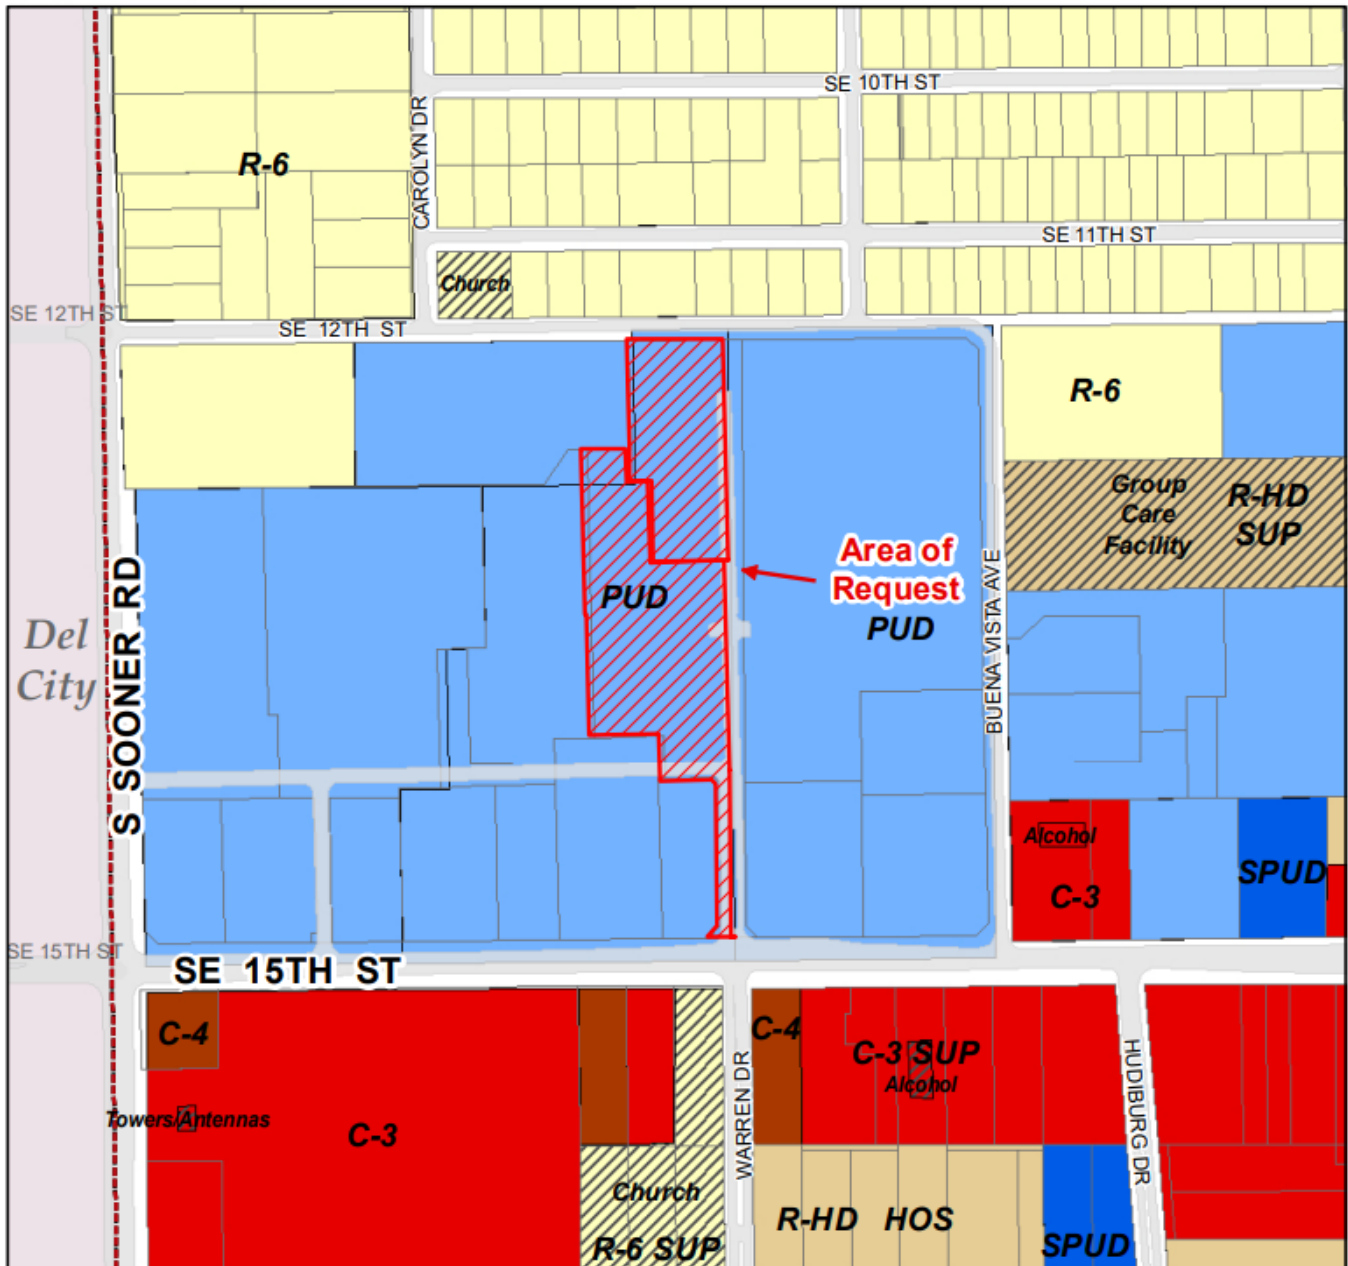 SE 10TH ST
CAROLYN DR
R-6
SE 11TH ST
Church
SE 12TH ST
SE 12TH ST
R-6
Group
Care
Facility
R-HD
SUP
Area of
Request
PUD
PUD
BUENA VISTA AVE
Del
City
S SOONER RD
Alcohol
C-3
SPUD
SE 15TH ST
SE 15TH ST
C-4
C-4
C-3 SUP
Alcohol
Towers/Antennas
C-3
WARREN DR
HUDIBURG DR
Church
R-6 SUP
R-HD HOS
SPUD